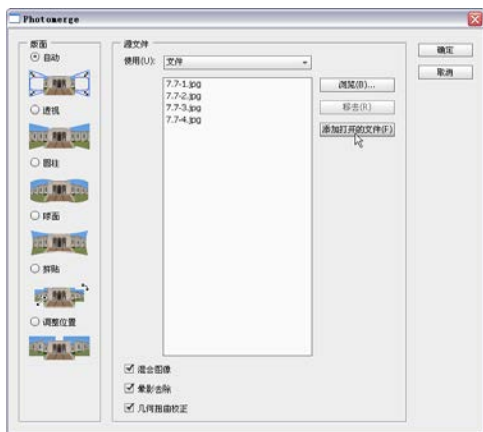 Photomerge
版面
自动
透视
圆柱
球面
拼贴
调整位置
源文件
使用(U):
文件
7.7-1.jpg
7.7-2.jpg
7.7-3.jpg
7.7-4.jpg
浏览(B)...
移去(R)
添加打开的文件(F)
混合图像
晕影去除
几何扭曲校正
确定
取消